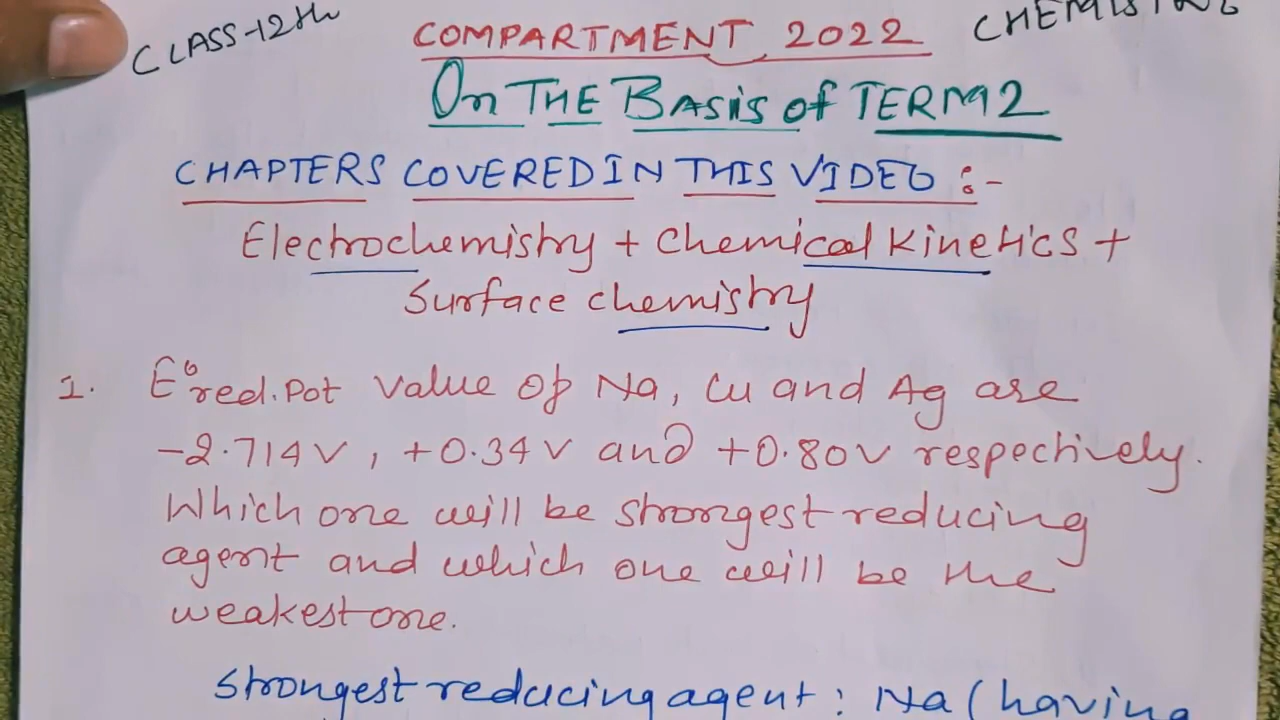 CLASS-12th
COMPARTMENT 2022
CHEMISTRY
On THE BASis of TERM2
CHAPTERS COVERED IN THIS VIDEO :-
Electrochemistry + Chemical Kinetics +
Surface chemistry
1. E°red.Pot value of Na, Cu and Ag are
-2.714V, +0.34V and +0.80V respectively.
Which one will be strongest reducing
agent and which one will be the
weakest one.
Strongest reducing agent: Na (having